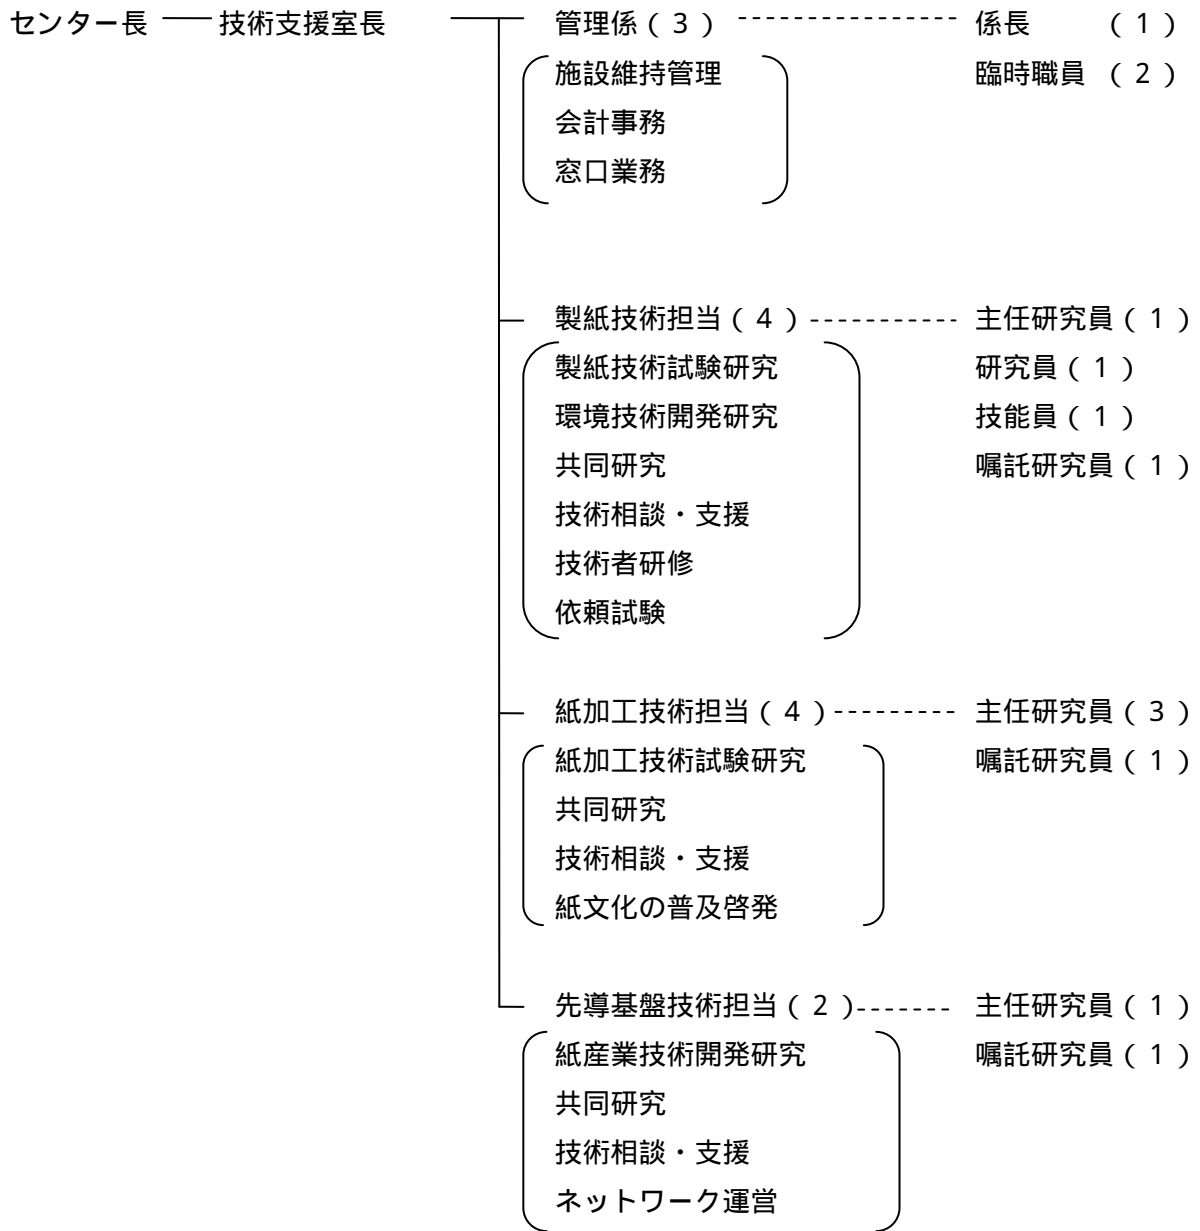 センター長 技術支援室長 管理係(3) 係長 (1)
施設維持管理 臨時職員 (2)
会計事務
窓口業務
製紙技術担当(4) 主任研究員(1)
製紙技術試験研究 研究員(1)
環境技術開発研究 技能員(1)
共同研究 嘱託研究員(1)
技術相談・支援
技術者研修
依頼試験
紙加工技術担当(4) 主任研究員(3)
紙加工技術試験研究 嘱託研究員(1)
共同研究
技術相談・支援
紙文化の普及啓発
先導基盤技術担当(2) 主任研究員(1)
紙産業技術開発研究 嘱託研究員(1)
共同研究
技術相談・支援
ネットワーク運営